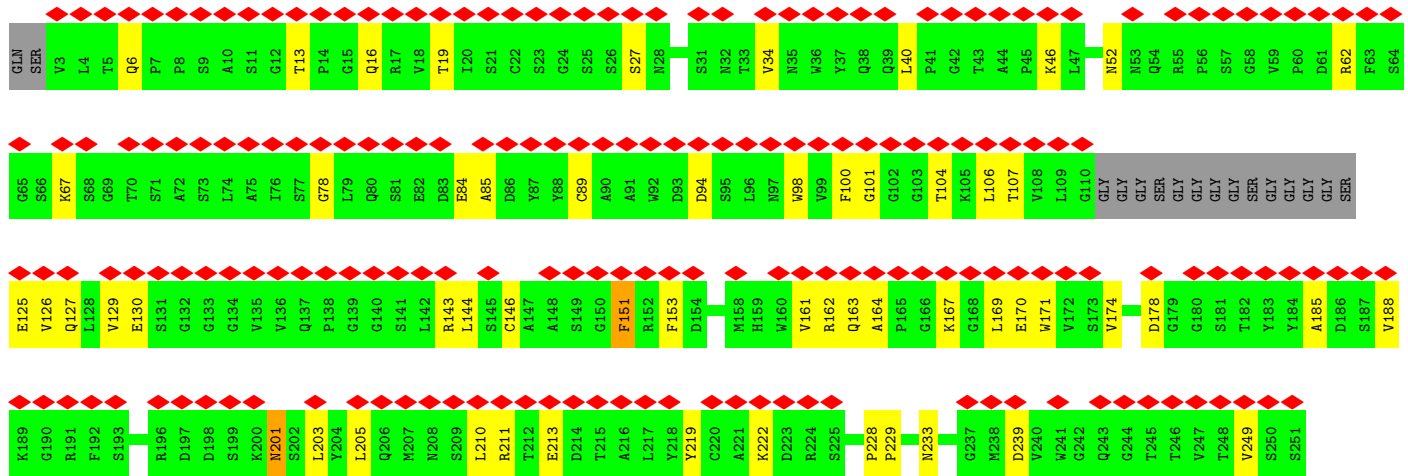 GLN SER V3 L4 T5 Q6 P7 P8 S9 A10 S11 G12 T13 P14 G15 Q16 R17 V18 T19 I20 S21 C22 S23 G24 S25 S26 S27 N28 S31 N32 T33 V34 N35 W36 Y37 Q38 Q39 L40 P41 G42 T43 A44 P45 K46 L47 N52 N53 Q54 R55 P56 S57 G58 V59 P60 D61 R62 F63 S64
G65 S66 K67 S68 G69 T70 S71 A72 S73 L74 A75 I76 S77 G78 L79 Q80 S81 E82 D83 E84 A85 D86 Y87 Y88 C89 A90 A91 W92 D93 D94 S95 L96 N97 W98 V99 F100 G101 G102 G103 T104 K105 L106 T107 V108 L109 G110 GLY GLY GLY SER GLY GLY GLY GLY SER GLY GLY GLY GLY SER
E125 V126 Q127 L128 V129 E130 S131 G132 G133 G134 V135 V136 Q137 P138 G139 G140 S141 L142 R143 L144 S145 C146 A147 A148 S149 G150 F151 R152 F153 D154 M158 H159 W160 V161 R162 Q163 A164 P165 G166 K167 G168 L169 E170 W171 V172 S173 V174 D178 G179 G180 S181 T182 Y183 Y184 A185 D186 S187 V188
K189 G190 R191 F192 S193 R196 D197 D198 S199 K200 N201 S202 L203 Y204 L205 Q206 M207 N208 S209 L210 R211 T212 E213 D214 T215 A216 L217 Y218 Y219 C220 A221 K222 D223 R224 S225 P228 P229 N233 G237 M238 D239 V240 W241 G242 Q243 G244 T245 T246 V247 T248 V249 S250 S251